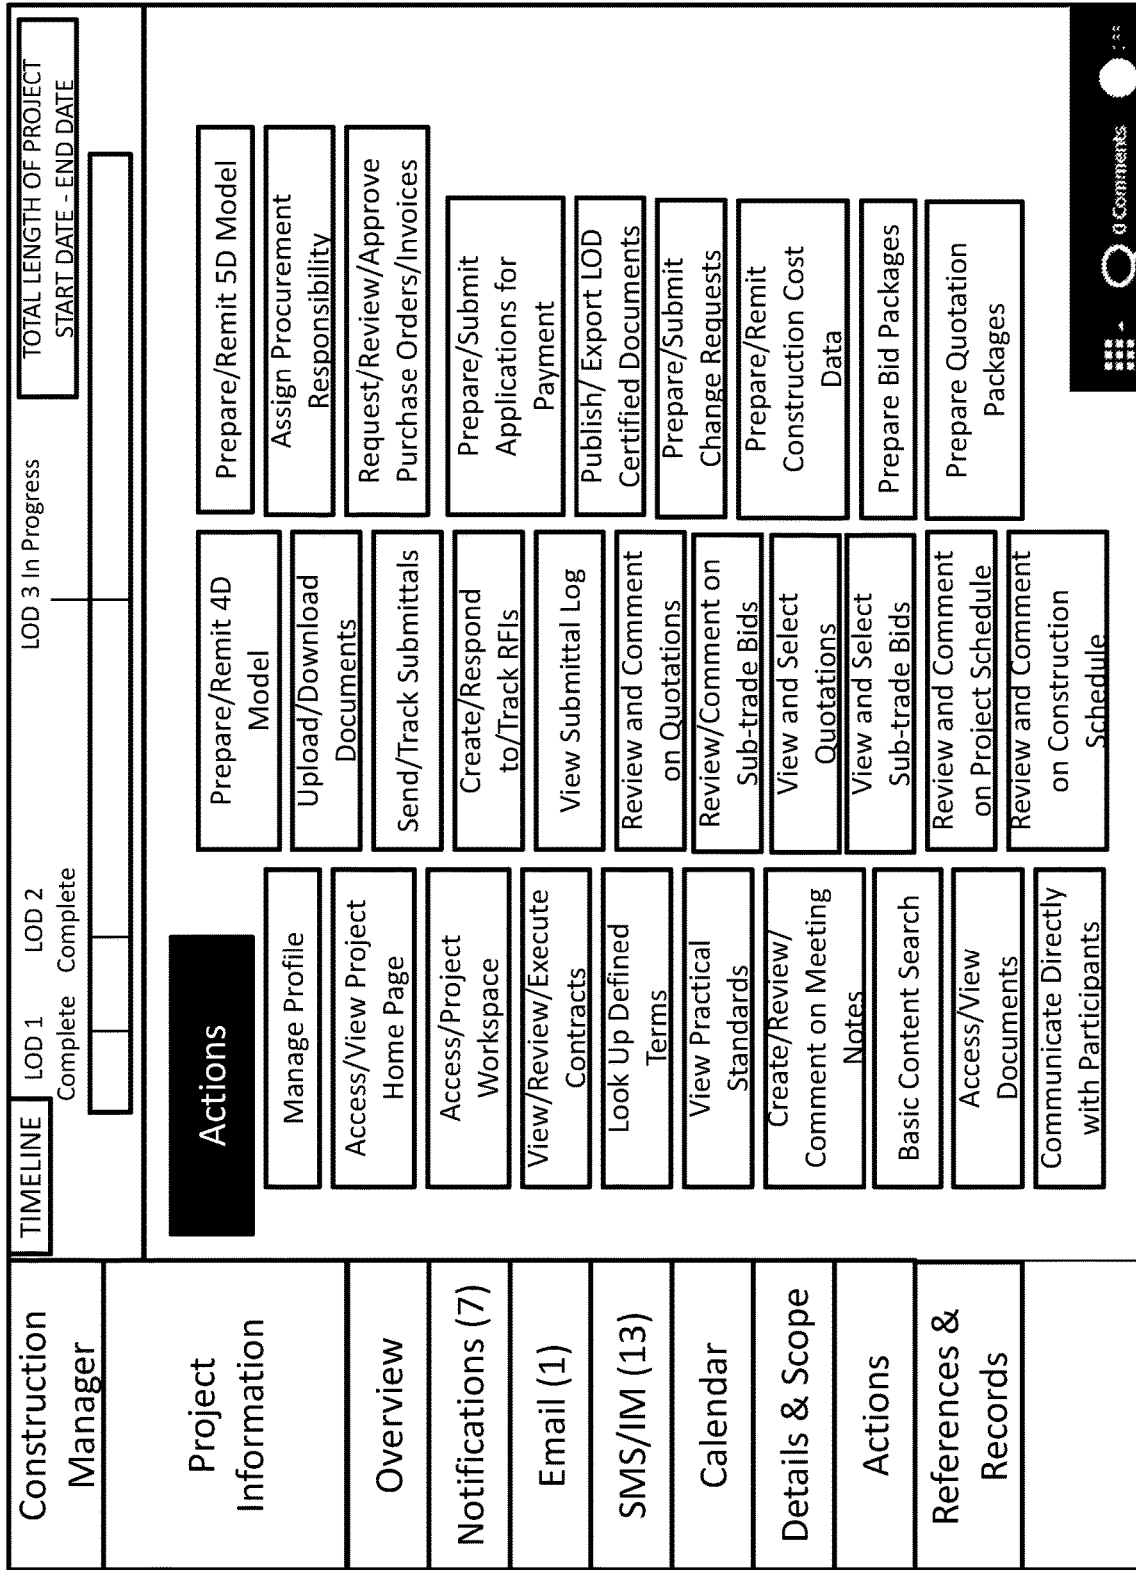 Construction
Manager
Project
Information
Overview
Notifications (7)
Email (1)
SMS/IM (13)
Calendar
Details & Scope
Actions
References &
Records
TIMELINE
LOD 1
Complete
LOD 2
Complete
LOD 3 In Progress
TOTAL LENGTH OF PROJECT
START DATE - END DATE
Actions
Manage Profile
Access/View Project
Home Page
Access/Project
Workspace
View/Review/Execute
Contracts
Look Up Defined
Terms
View Practical
Standards
Create/Review/
Comment on Meeting
Notes
Basic Content Search
Access/View
Documents
Communicate Directly
with Participants
Prepare/Remit 4D
Model
Upload/Download
Documents
Send/Track Submittals
Create/Respond
to/Track RFIs
View Submittal Log
Review and Comment
on Quotations
Review/Comment on
Sub-trade Bids
View and Select
Quotations
View and Select
Sub-trade Bids
Review and Comment
on Project Schedule
Review and Comment
on Construction
Schedule
Prepare/Remit 5D Model
Assign Procurement
Responsibility
Request/Review/Approve
Purchase Orders/Invoices
Prepare/Submit
Applications for
Payment
Publish/ Export LOD
Certified Documents
Prepare/Submit
Change Requests
Prepare/Remit
Construction Cost
Data
Prepare Bid Packages
Prepare Quotation
Packages
0 Comments